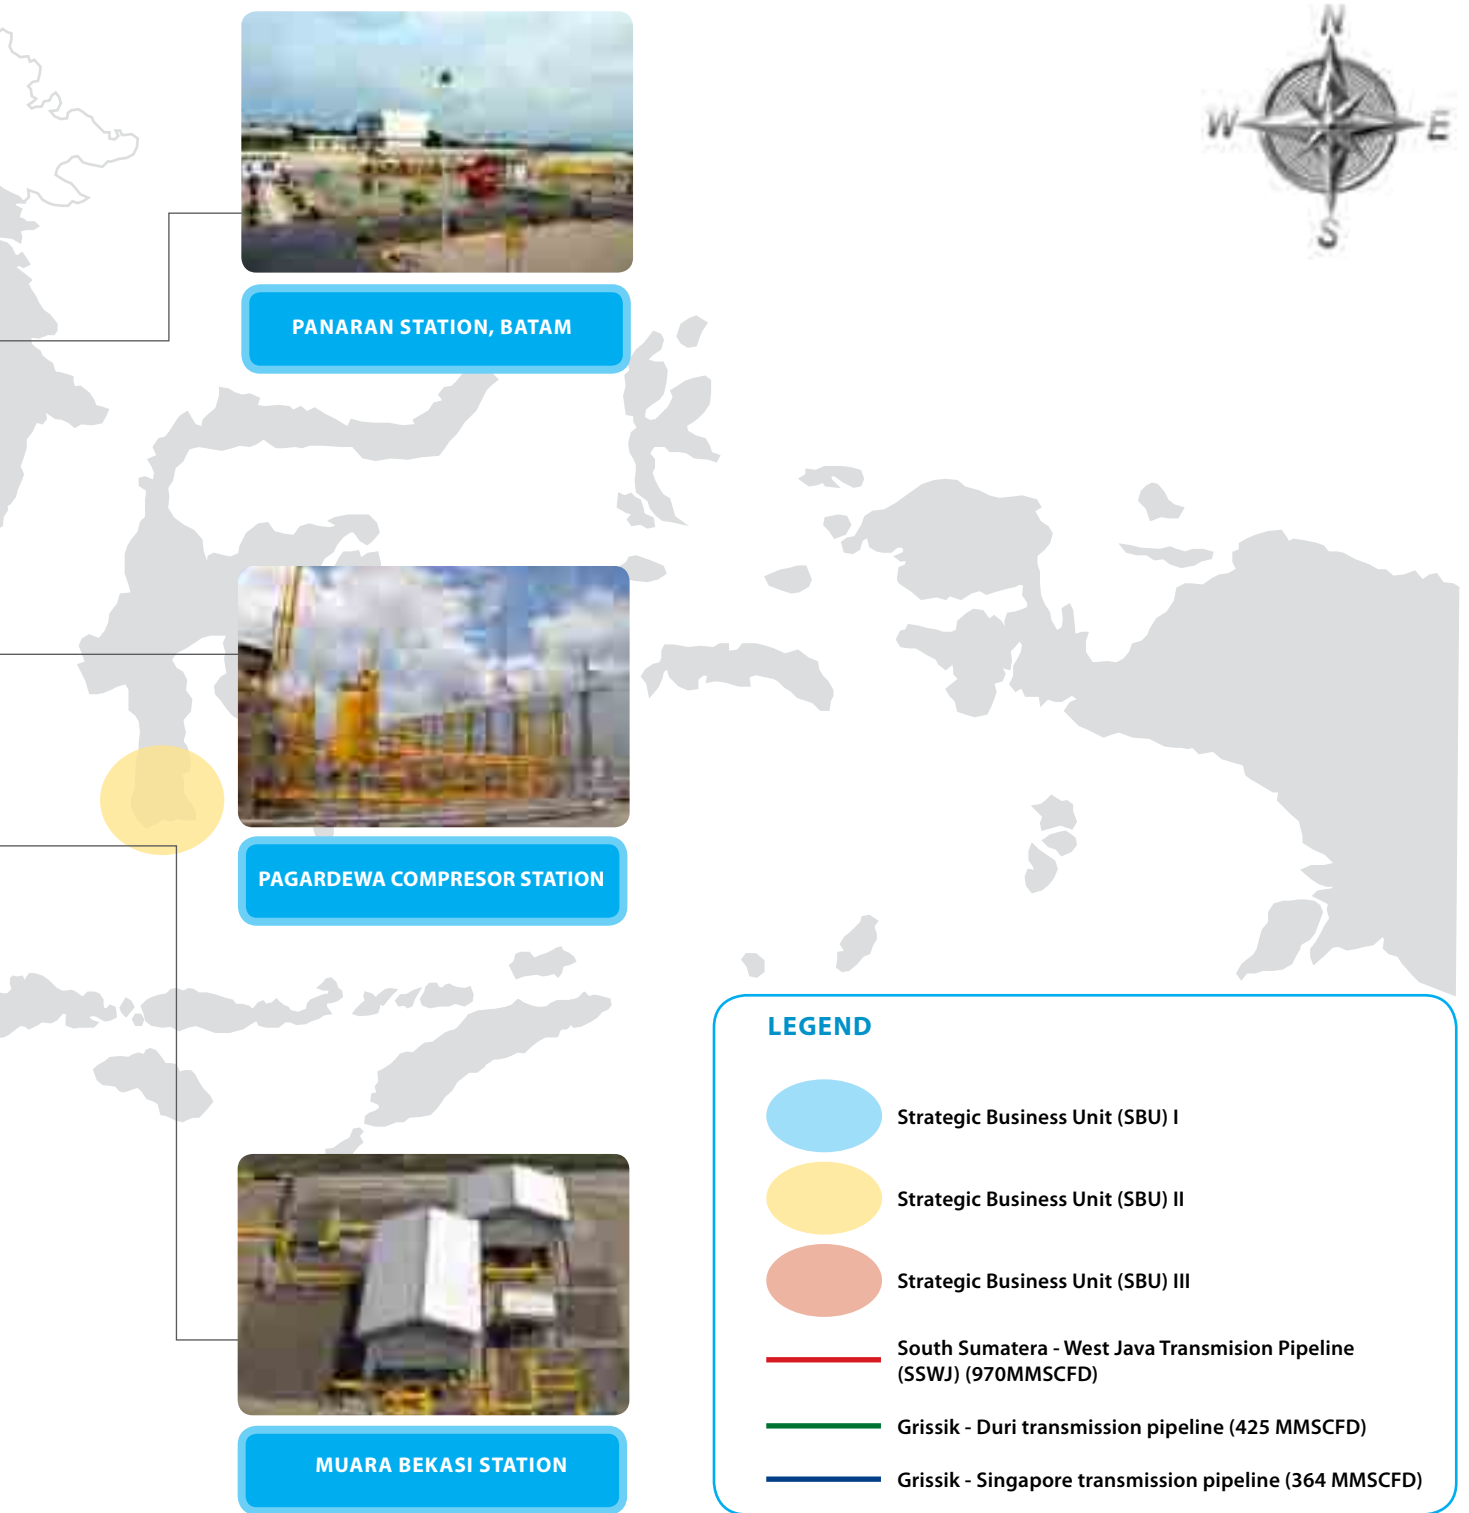 N
W
E
S
PANARAN STATION, BATAM
PAGARDEWA COMPRESOR STATION
MUARA BEKASI STATION
LEGEND
Strategic Business Unit (SBU) I
Strategic Business Unit (SBU) II
Strategic Business Unit (SBU) III
South Sumatera - West Java Transmision Pipeline
(SSWJ) (970MMSCFD)
Grissik - Duri transmission pipeline (425 MMSCFD)
Grissik - Singapore transmission pipeline (364 MMSCFD)